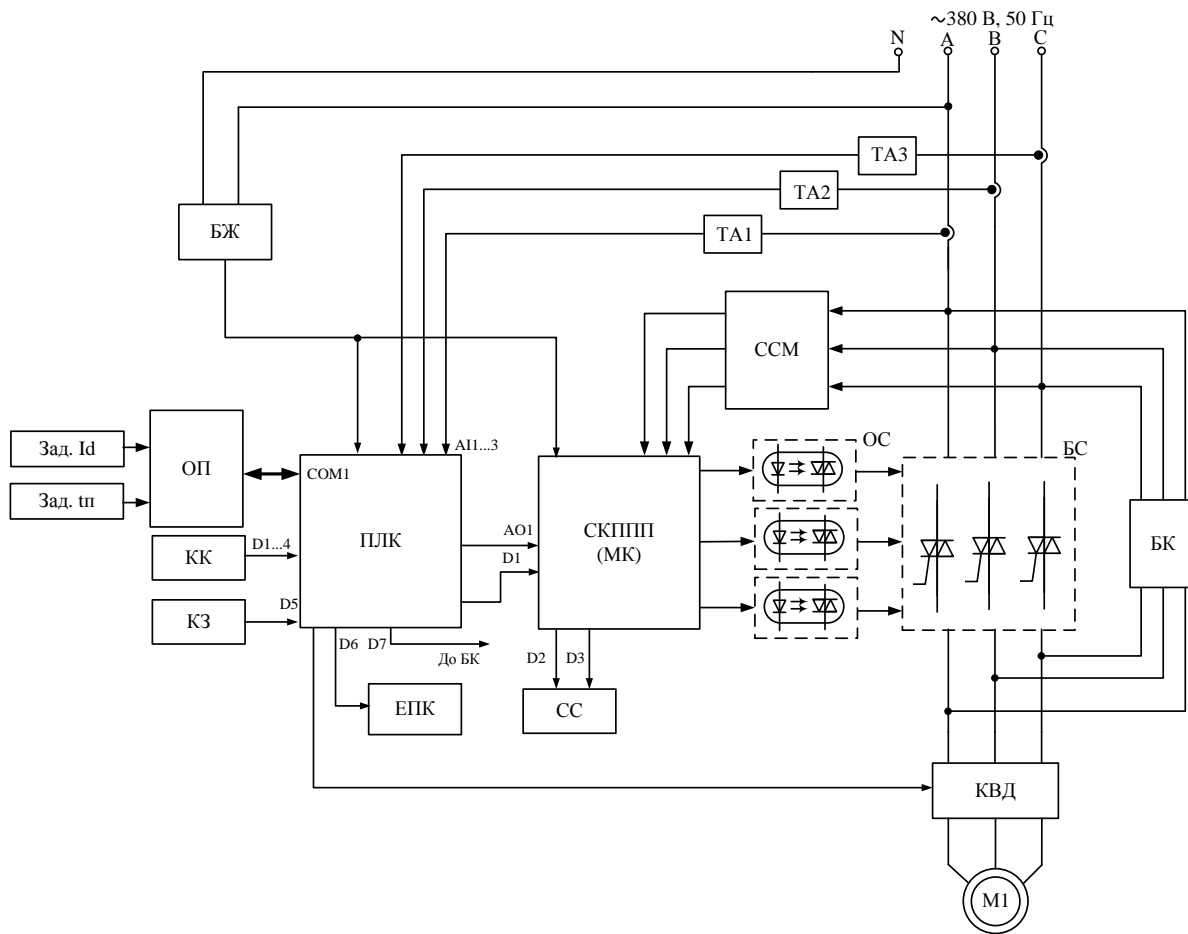 ~380 В, 50 Гц
N
A
B
C
ТА3
ТА2
ТА1
БЖ
ССМ
Зад. Id
Зад. tп
ОП
COM1
AI1...3
ПЛК
КК
D1...4
КЗ
D5
AO1
D1
СКППП
(МК)
ОС
БС
БК
D6
D7
До БК
D2
D3
ЕПК
СС
КВД
М1